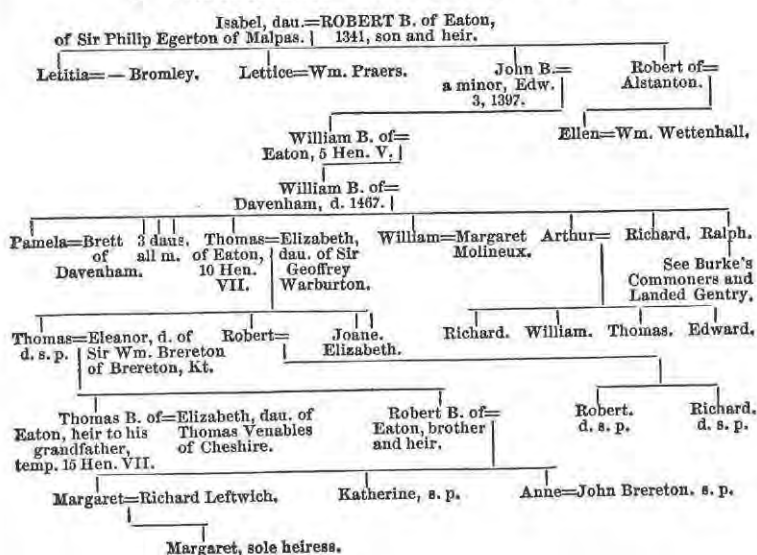 Isabel, dau.=ROBERT B. of Eaton,
of Sir Philip Egerton of Malpas. 1341, son and heir.
Letitia=— Bromley. Lettice=Wm. Praers. John B.= Robert of=
a minor, Edw. Alstanton.
3, 1397.
William B. of= Ellen=Wm. Wettenhall.
Eaton, 5 Hen. V.
William B. of=
Davenham, d. 1467.
Pamela=Brett 3 daus. Thomas=Elizabeth, William=Margaret Arthur= Richard. Ralph.
of all m. of Eaton, dau. of Sir Molineux. See Burke's
Davenham. 10 Hen. Geoffrey Commoners and
VII. Warburton. Landed Gentry.
Thomas=Eleanor, d. of Robert= Joane. Richard. William. Thomas. Edward.
d. s. p. Sir Wm. Brereton Elizabeth.
of Brereton, Kt.
Thomas B. of=Elizabeth, dau. of Robert B. of= Robert. Richard.
Eaton, heir to his Thomas Venables Eaton, brother d. s. p. d. s. p.
grandfather, of Cheshire. and heir.
temp. 15 Hen. VII.
Margaret=Richard Leftwich. Katherine, s. p. Anne=John Brereton. s. p.
Margaret, sole heiress.